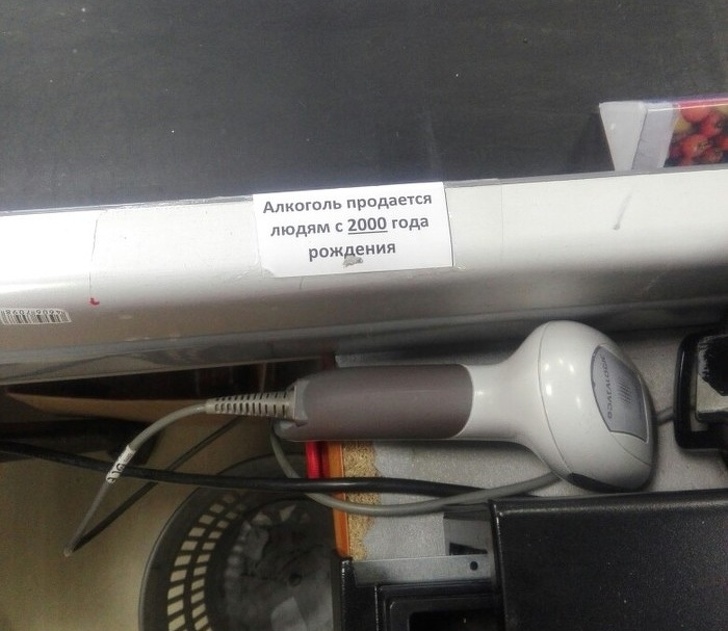 Алкоголь продается
людям с 2000 года
рождения